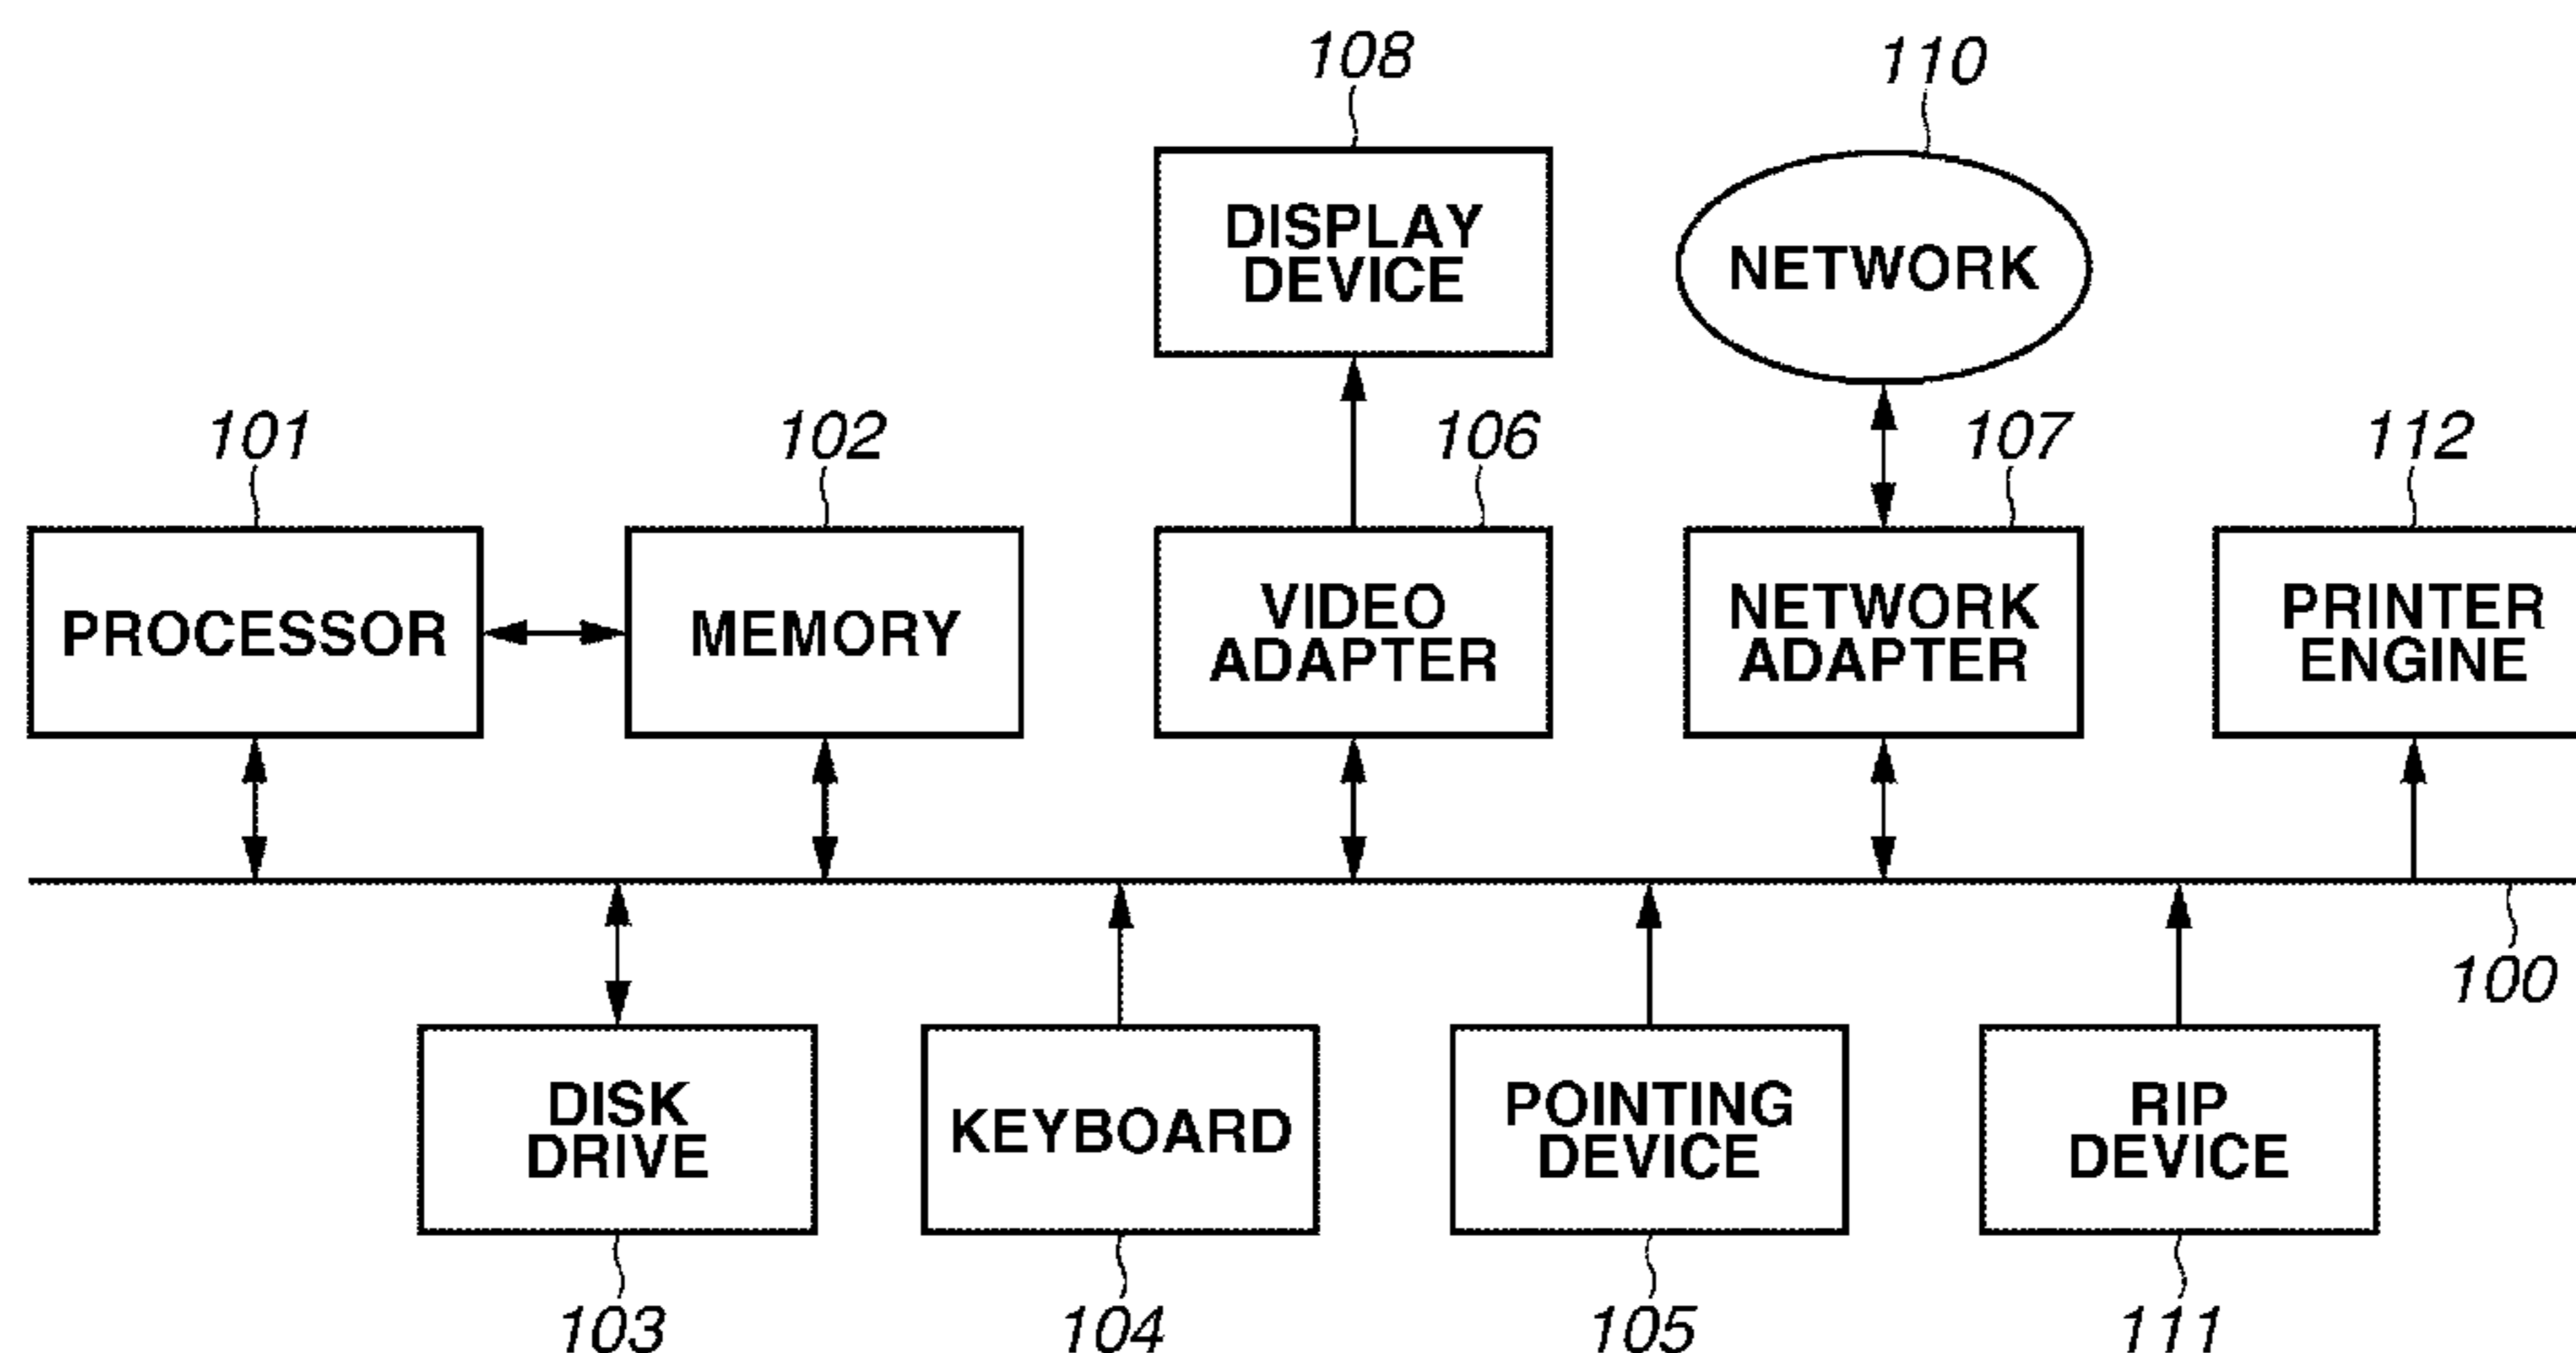 108
110
DISPLAY
DEVICE
NETWORK
101
102
106
107
112
PROCESSOR
MEMORY
VIDEO
ADAPTER
NETWORK
ADAPTER
PRINTER
ENGINE
100
DISK
DRIVE
KEYBOARD
POINTING
DEVICE
RIP
DEVICE
103
104
105
111